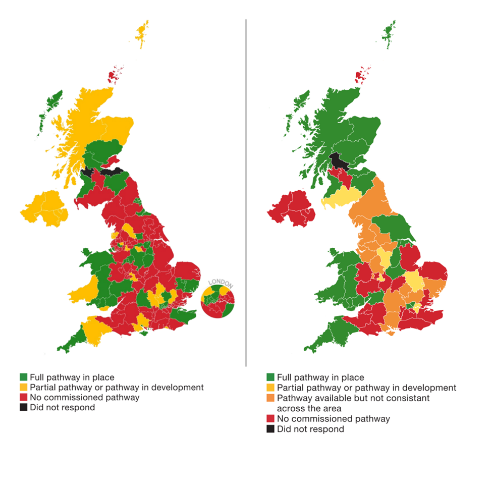 LONDON
Full pathway in place
Partial pathway or pathway in development
No commissioned pathway
Did not respond
Full pathway in place
Partial pathway or pathway in development
Pathway available but not consistant
across the area
No commissioned pathway
Did not respond